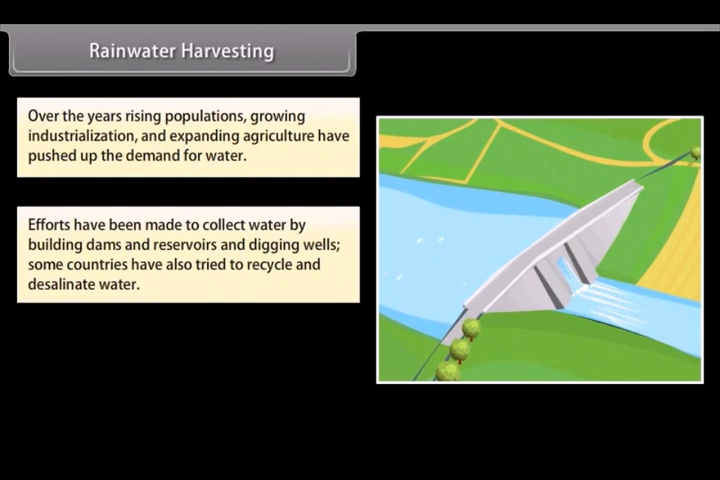 Rainwater Harvesting
Over the years rising populations, growing
industrialization, and expanding agriculture have
pushed up the demand for water.
Efforts have been made to collect water by
building dams and reservoirs and digging wells;
some countries have also tried to recycle and
desalinate water.